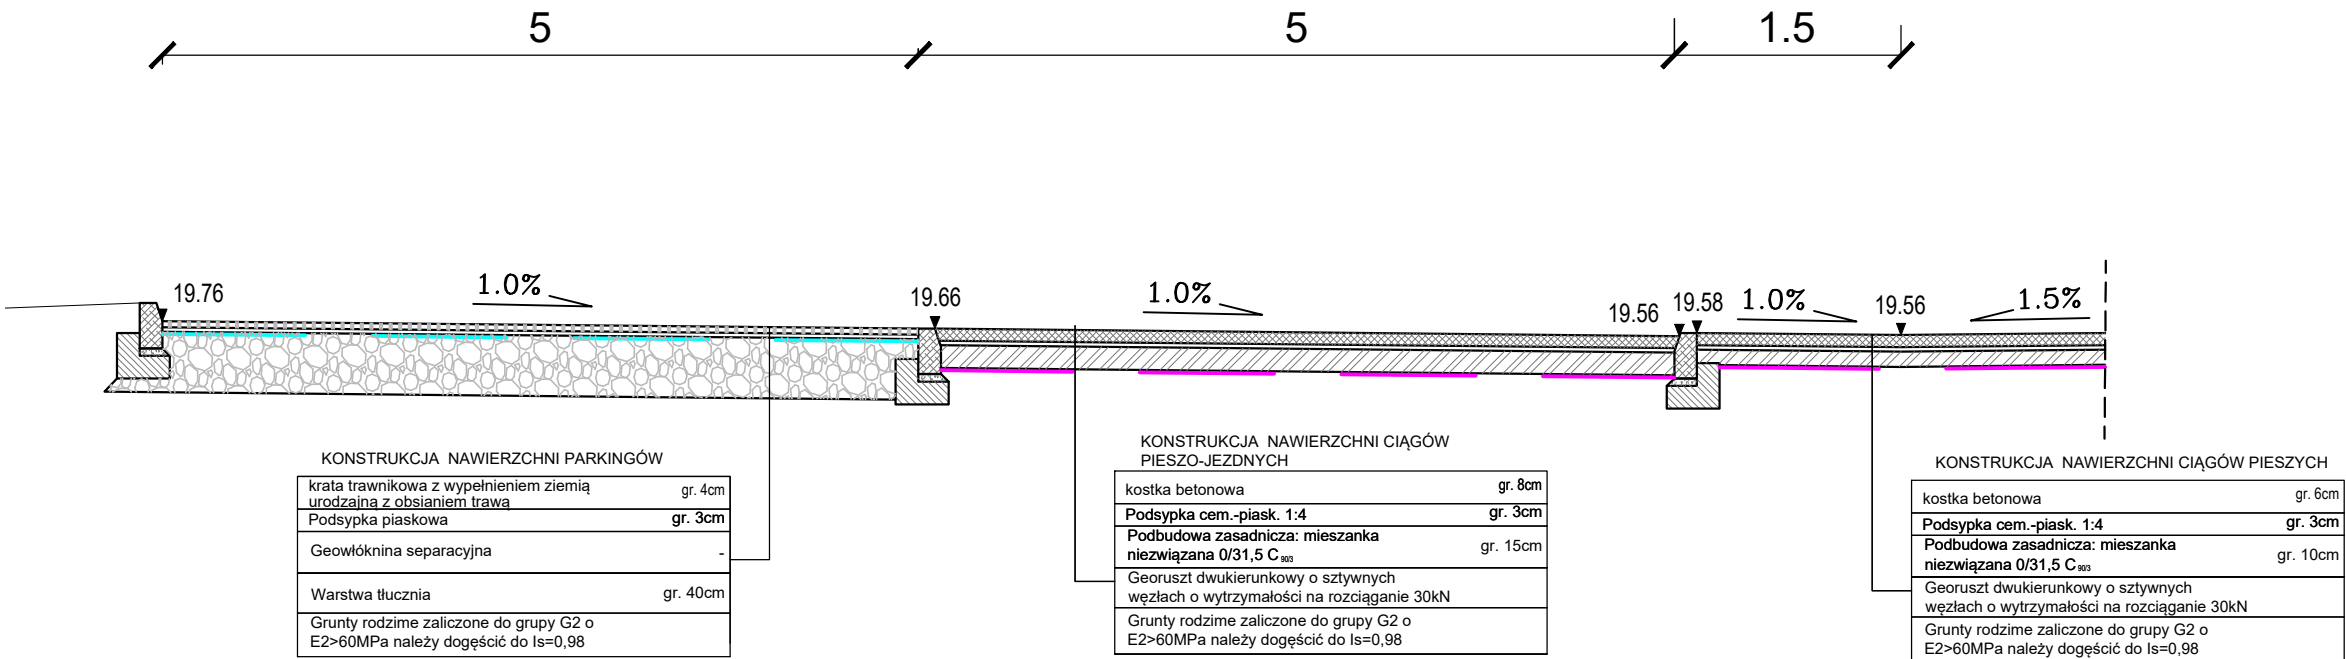 5 5 1.5
19.76 1.0% 19.66 1.0% 19.56 19.58 1.0% 19.56 1.5%
KONSTRUKCJA NAWIERZCHNI PARKINGÓW
krata trawnikowa z wypełnieniem ziemią
urodzajną z obsianiem trawą gr. 4cm
Podsypka piaskowa gr. 3cm
Geowłóknina separacyjna -
Warstwa tłucznia gr. 40cm
Grunty rodzime zaliczone do grupy G2 o
E2>60MPa należy dogęścić do Is=0,98
KONSTRUKCJA NAWIERZCHNI CIĄGÓW
PIESZO-JEZDNYCH
kostka betonowa gr. 8cm
Podsypka cem.-piask. 1:4 gr. 3cm
Podbudowa zasadnicza: mieszanka
niezwiązana 0/31,5 C90/3 gr. 15cm
Georuszt dwukierunkowy o sztywnych
węzłach o wytrzymałości na rozciąganie 30kN
Grunty rodzime zaliczone do grupy G2 o
E2>60MPa należy dogęścić do Is=0,98
KONSTRUKCJA NAWIERZCHNI CIĄGÓW PIESZYCH
kostka betonowa gr. 6cm
Podsypka cem.-piask. 1:4 gr. 3cm
Podbudowa zasadnicza: mieszanka
niezwiązana 0/31,5 C90/3 gr. 10cm
Georuszt dwukierunkowy o sztywnych
węzłach o wytrzymałości na rozciąganie 30kN
Grunty rodzime zaliczone do grupy G2 o
E2>60MPa należy dogęścić do Is=0,98